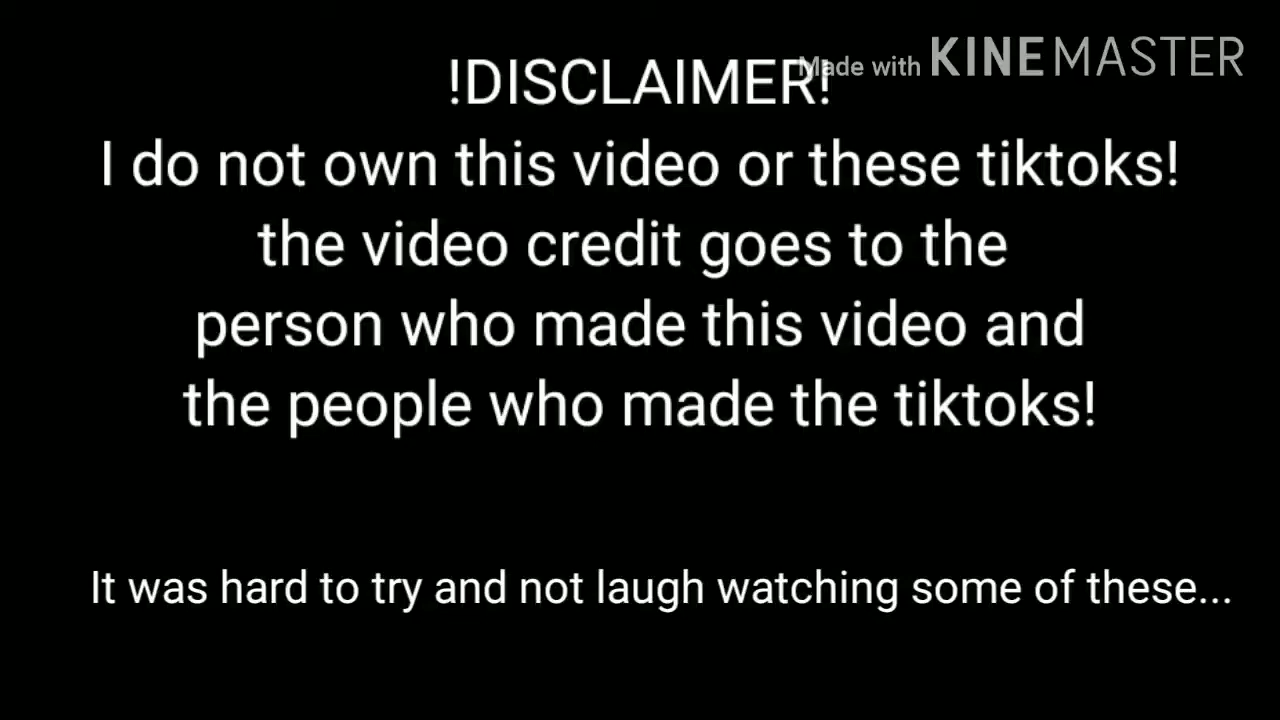 Made with KINEMASTER
!DISCLAIMER!
I do not own this video or these tiktoks!
the video credit goes to the
person who made this video and
the people who made the tiktoks!
It was hard to try and not laugh watching some of these...